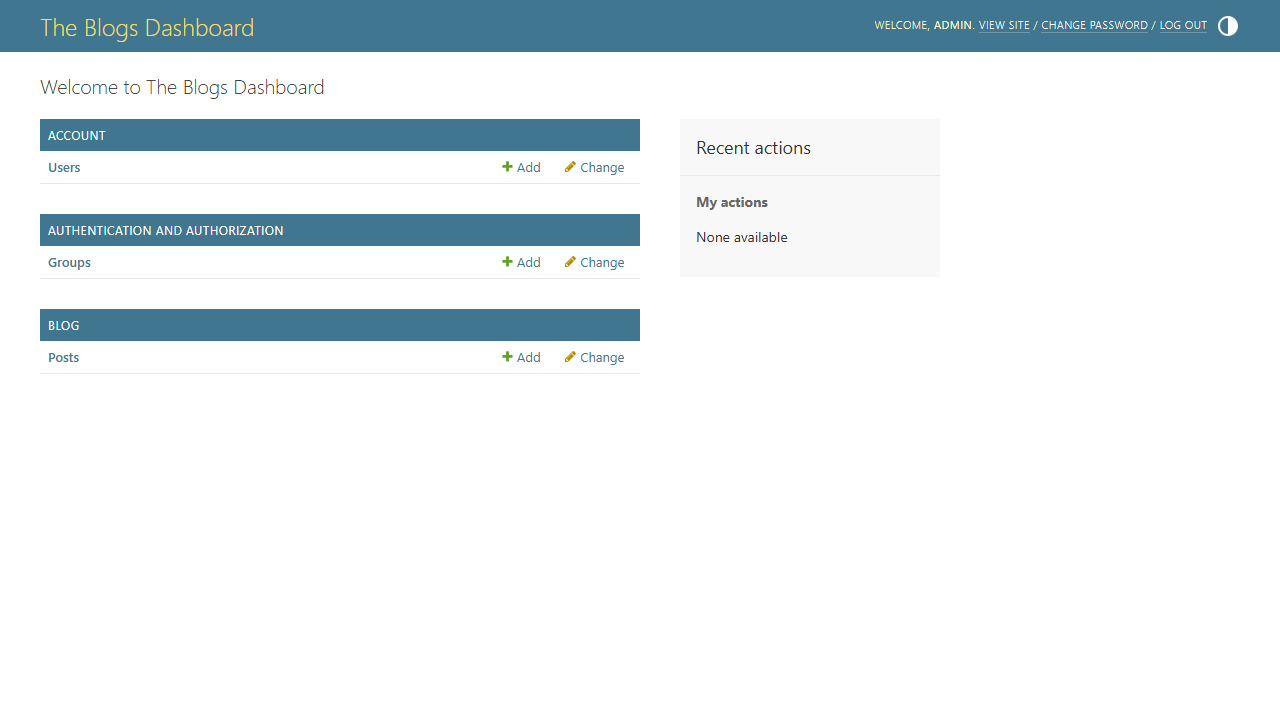 The Blogs Dashboard
WELCOME, ADMIN. VIEW SITE / CHANGE PASSWORD / LOG OUT
Welcome to The Blogs Dashboard
ACCOUNT
Users Add Change
AUTHENTICATION AND AUTHORIZATION
Groups Add Change
BLOG
Posts Add Change
Recent actions
My actions
None available